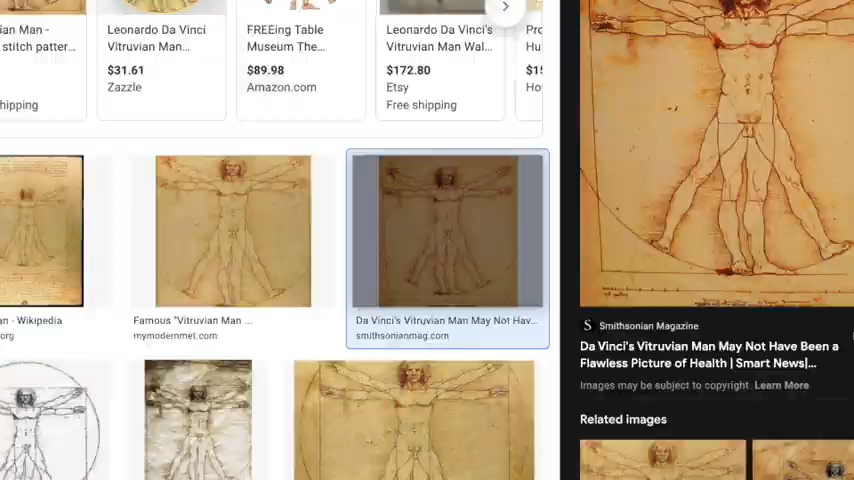 ian Man -
stitch patter...
hipping
Leonardo Da Vinci
Vitruvian Man...
$31.61
Zazzle
FREEing Table
Museum The...
$89.98
Amazon.com
Leonardo Da Vinci's
Vitruvian Man Wal...
$172.80
Etsy
Free shipping
Pro
Hu
$15
Ho
n - Wikipedia
org
Famous "Vitruvian Man ...
mymodernmet.com
Da Vinci's Vitruvian Man May Not Hav...
smithsonianmag.com
S Smithsonian Magazine
Da Vinci's Vitruvian Man May Not Have Been a
Flawless Picture of Health | Smart News|...
Images may be subject to copyright. Learn More
Related images